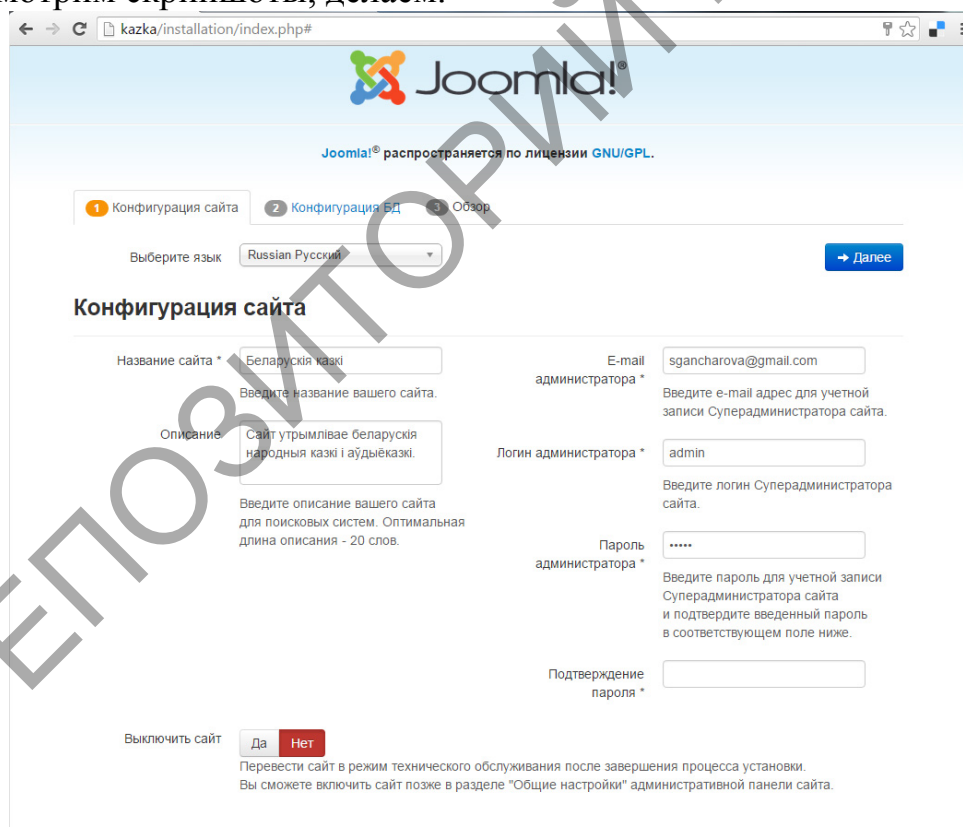 смотрим скриншоты, делаем.
kazka/installation/index.php#
Joomla!®
Joomla!® распространяется по лицензии GNU/GPL.
1 Конфигурация сайта 2 Конфигурация БД 3 Обзор
Выберите язык Russian Русский
➔ Далее
Конфигурация сайта
Название сайта * Беларускія казкі
Введите название вашего сайта.
Описание Сайт утрымлівае беларускія
народныя казкі і аўдыёказкі.
Введите описание вашего сайта
для поисковых систем. Оптимальная
длина описания - 20 слов.
E-mail
администратора *
sgancharova@gmail.com
Введите e-mail адрес для учетной
записи Суперадминистратора сайта.
Логин администратора * admin
Введите логин Суперадминистратора
сайта.
Пароль
администратора *
•••••
Введите пароль для учетной записи
Суперадминистратора сайта
и подтвердите введенный пароль
в соответствующем поле ниже.
Подтверждение
пароля *
Выключить сайт Да Нет
Перевести сайт в режим технического обслуживания после завершения процесса установки.
Вы сможете включить сайт позже в разделе "Общие настройки" административной панели сайта.
ЕПОЗИТОРИЙ